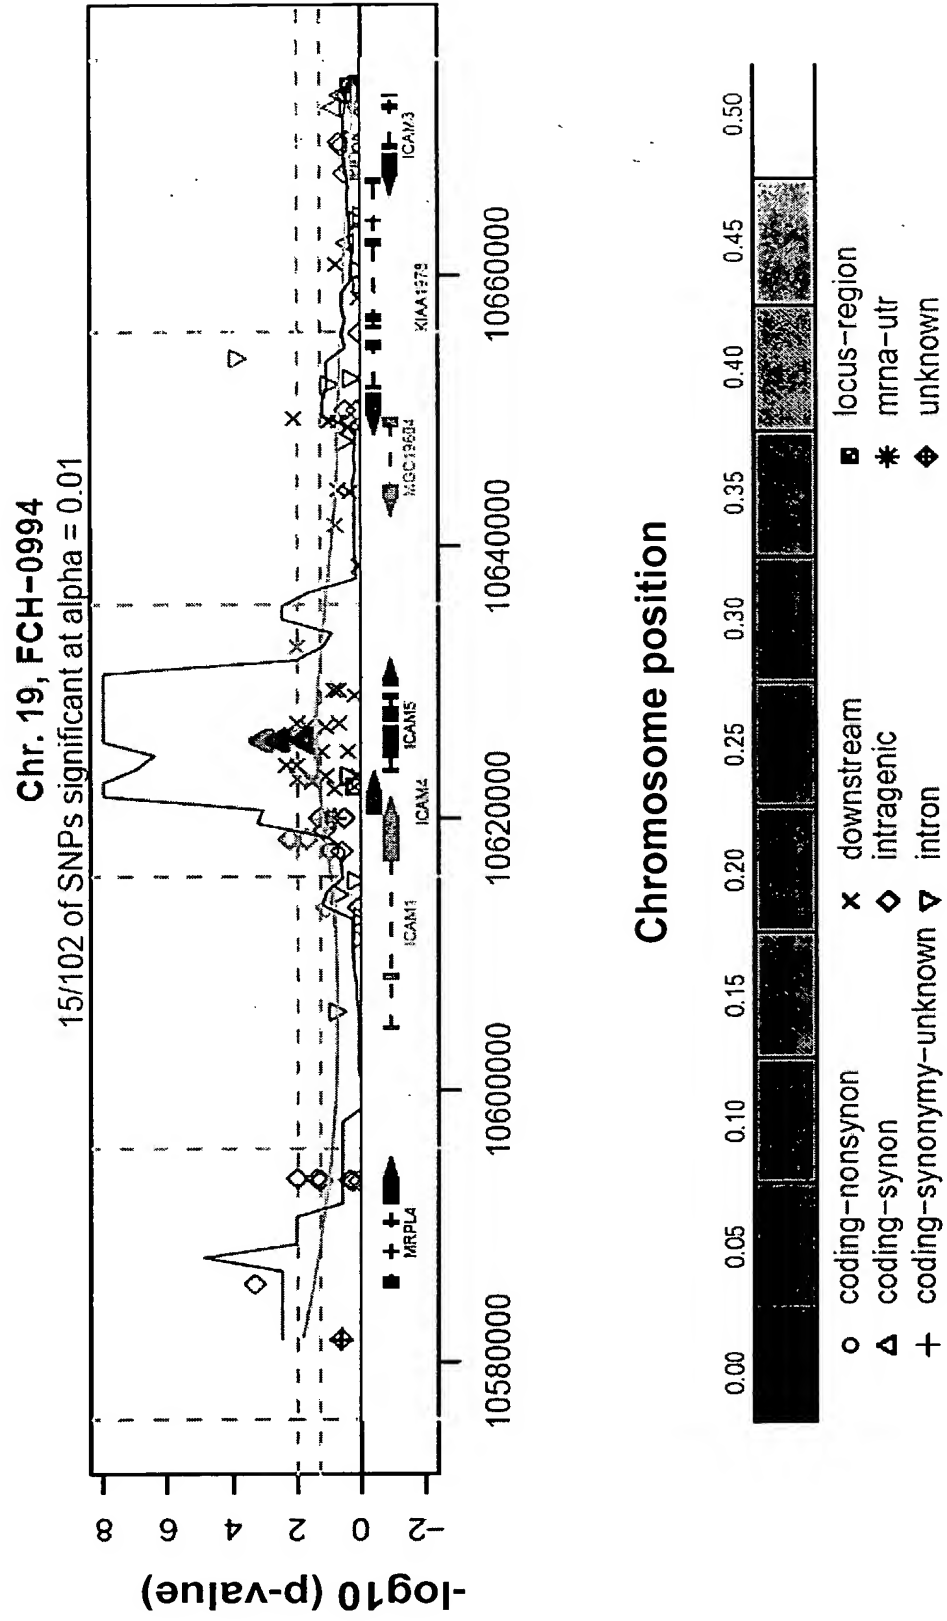 Chr. 19, FCH-0994
15/102 of SNPs significant at alpha = 0.01
-log10 (p-value)
8
6
4
2
0
-2
MRPL4
ICAM1
ICAM4
ICAM5
MGC19604
KIAA1978
ICAM3
10580000
10600000
10620000
10640000
10660000
Chromosome position
0.00
0.05
0.10
0.15
0.20
0.25
0.30
0.35
0.40
0.45
0.50
coding-nonsynon
downstream
locus-region
coding-synon
intragenic
mrna-utr
coding-synonymy-unknown
intron
unknown